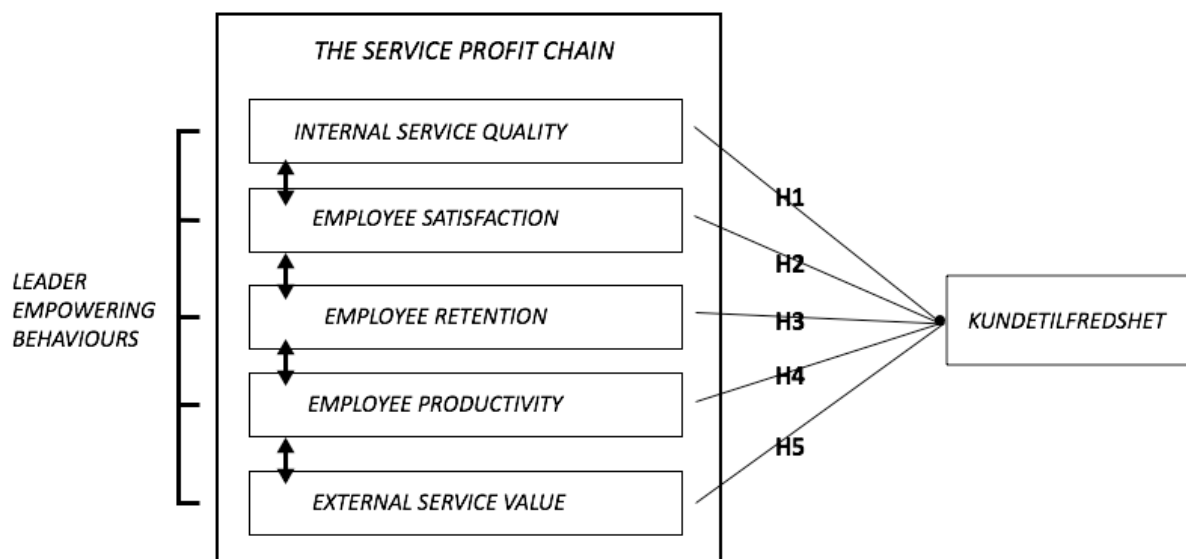 THE SERVICE PROFIT CHAIN
INTERNAL SERVICE QUALITY
EMPLOYEE SATISFACTION
EMPLOYEE RETENTION
EMPLOYEE PRODUCTIVITY
EXTERNAL SERVICE VALUE
LEADER
EMPOWERING
BEHAVIOURS
H1
H2
H3
H4
H5
KUNDETILFREDSHET